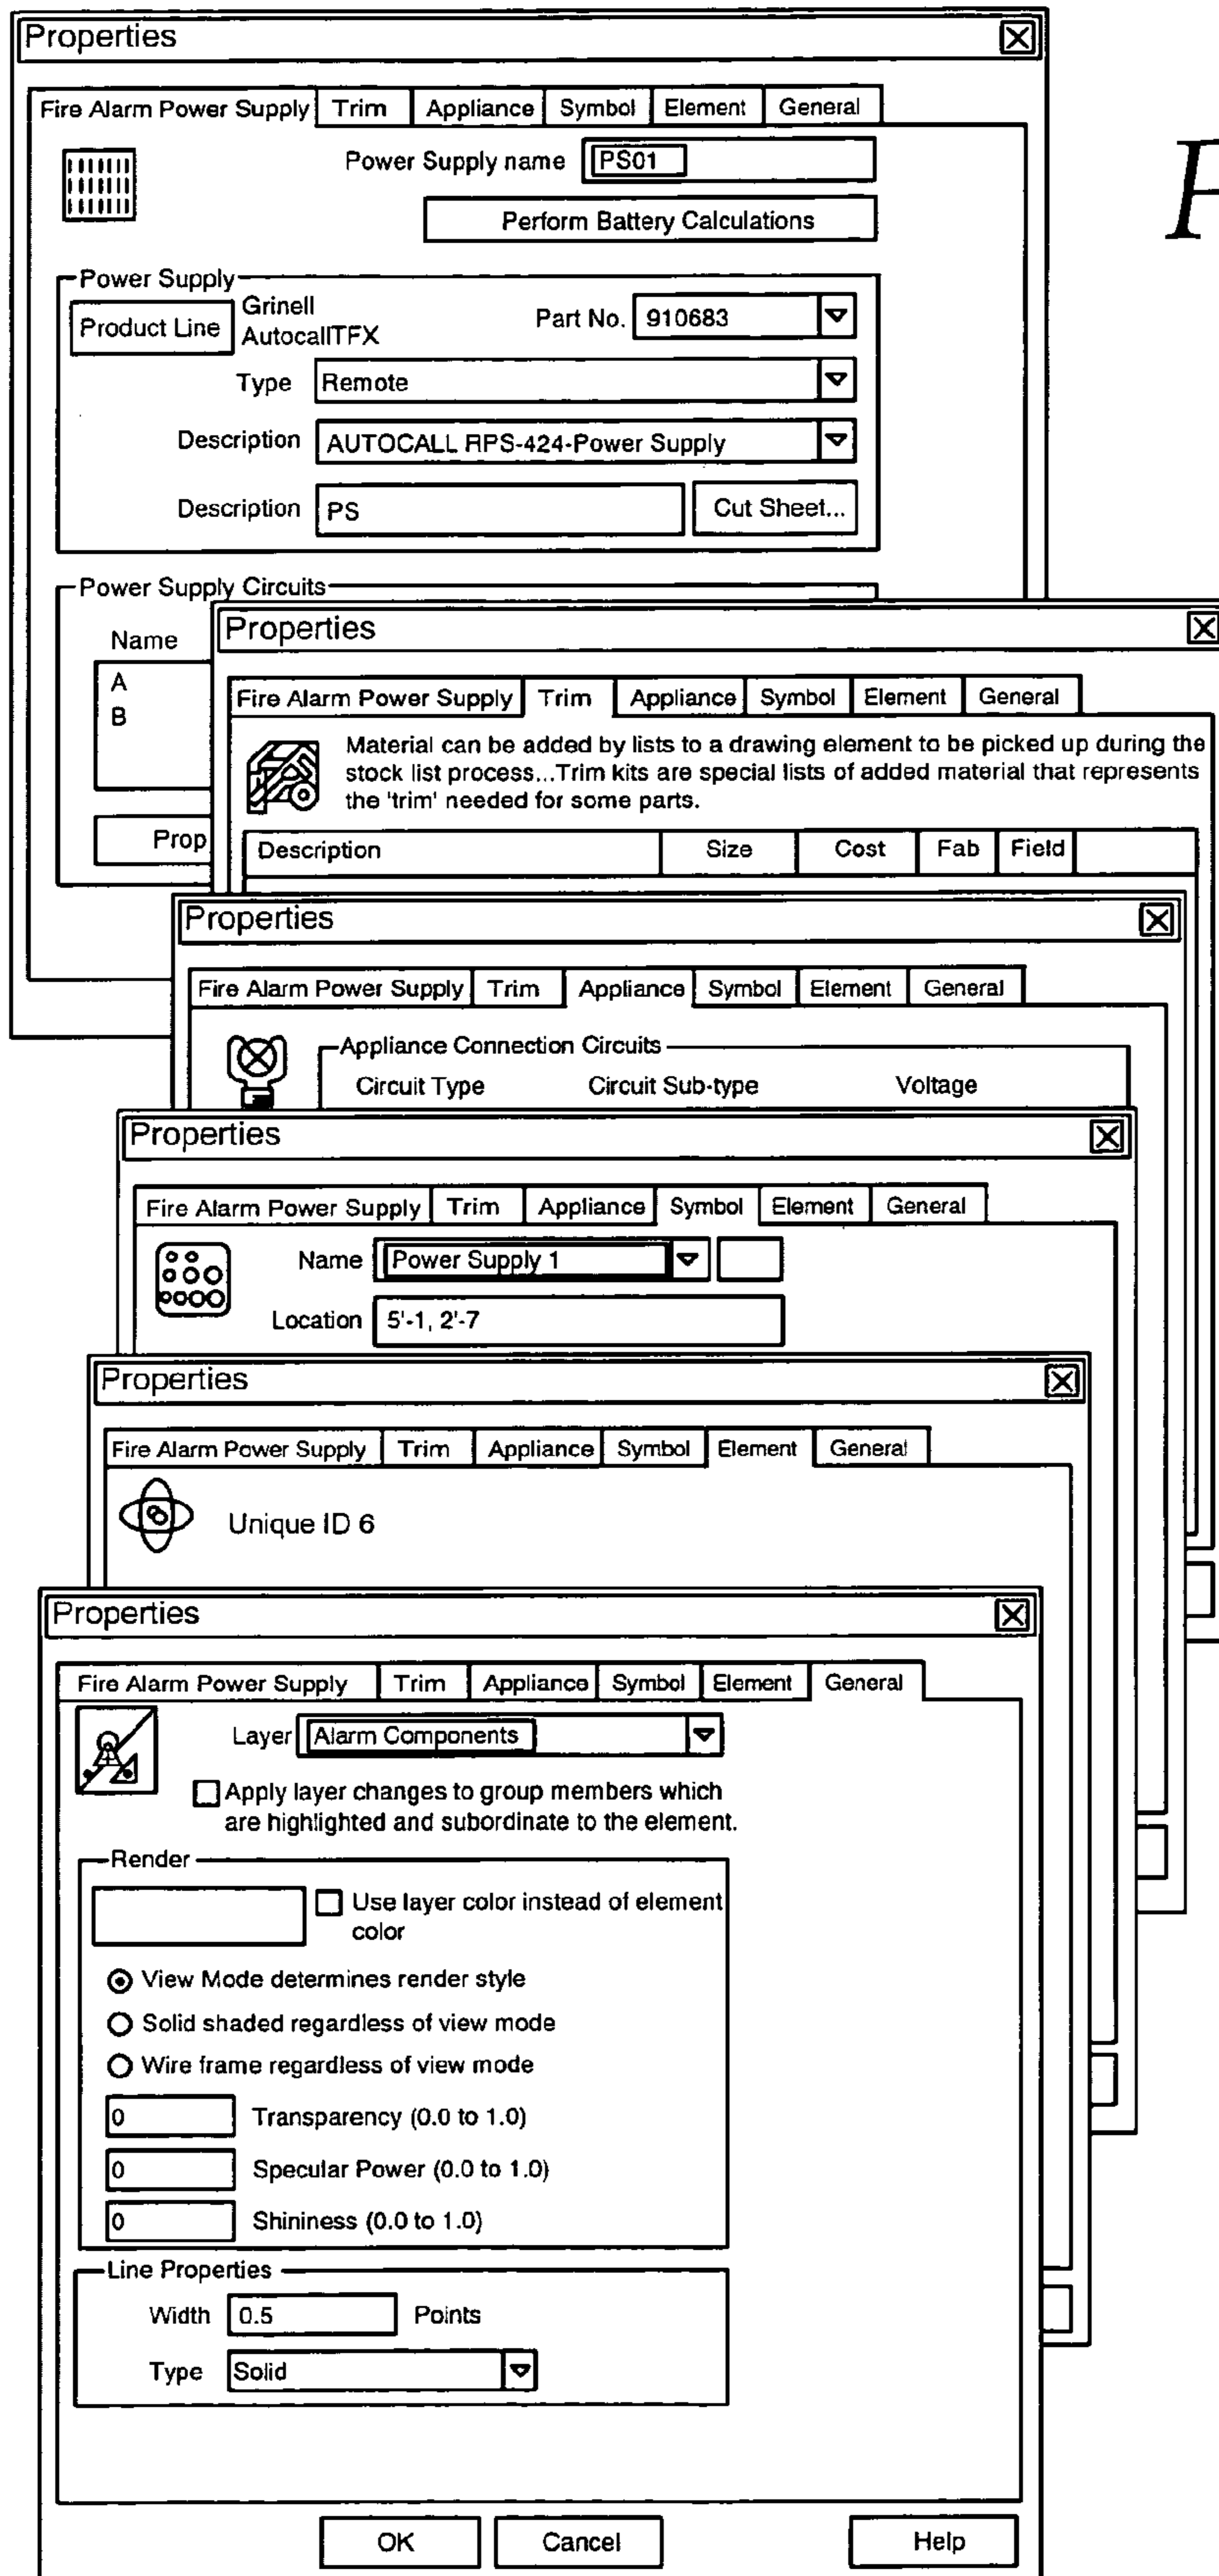 Properties
Fire Alarm Power Supply Trim Appliance Symbol Element General
Power Supply name PS01
Perform Battery Calculations
Power Supply
Product Line Grinell AutocallTFX Part No. 910683
Type Remote
Description AUTOCALL RPS-424-Power Supply
Description PS Cut Sheet...
Power Supply Circuits
Name
A
B
Prop
Properties
Fire Alarm Power Supply Trim Appliance Symbol Element General
Material can be added by lists to a drawing element to be picked up during the
stock list process...Trim kits are special lists of added material that represents
the 'trim' needed for some parts.
Description Size Cost Fab Field
Properties
Fire Alarm Power Supply Trim Appliance Symbol Element General
Appliance Connection Circuits
Circuit Type Circuit Sub-type Voltage
Properties
Fire Alarm Power Supply Trim Appliance Symbol Element General
Name Power Supply 1
Location 5'-1, 2'-7
Properties
Fire Alarm Power Supply Trim Appliance Symbol Element General
Unique ID 6
Properties
Fire Alarm Power Supply Trim Appliance Symbol Element General
Layer Alarm Components
Apply layer changes to group members which
are highlighted and subordinate to the element.
Render
Use layer color instead of element
color
View Mode determines render style
Solid shaded regardless of view mode
Wire frame regardless of view mode
0 Transparency (0.0 to 1.0)
0 Specular Power (0.0 to 1.0)
0 Shininess (0.0 to 1.0)
Line Properties
Width 0.5 Points
Type Solid
OK Cancel Help